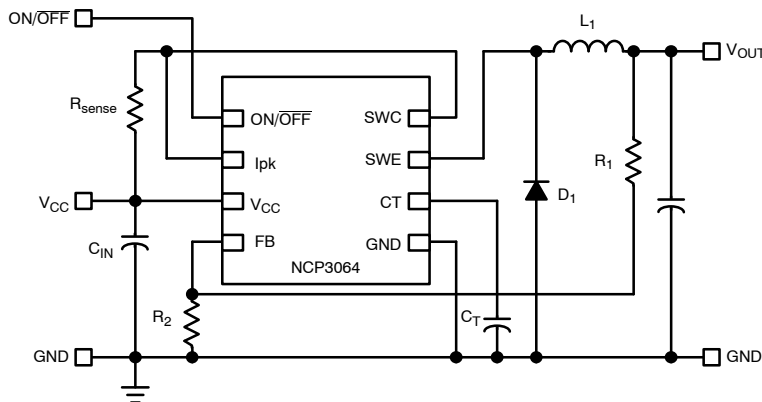 ON/OFF
L1
VOUT
Rsense
ON/OFF
SWC
Ipk
SWE
R1
VCC
VCC
CT
D1
CIN
FB
GND
NCP3064
R2
CT
GND
GND